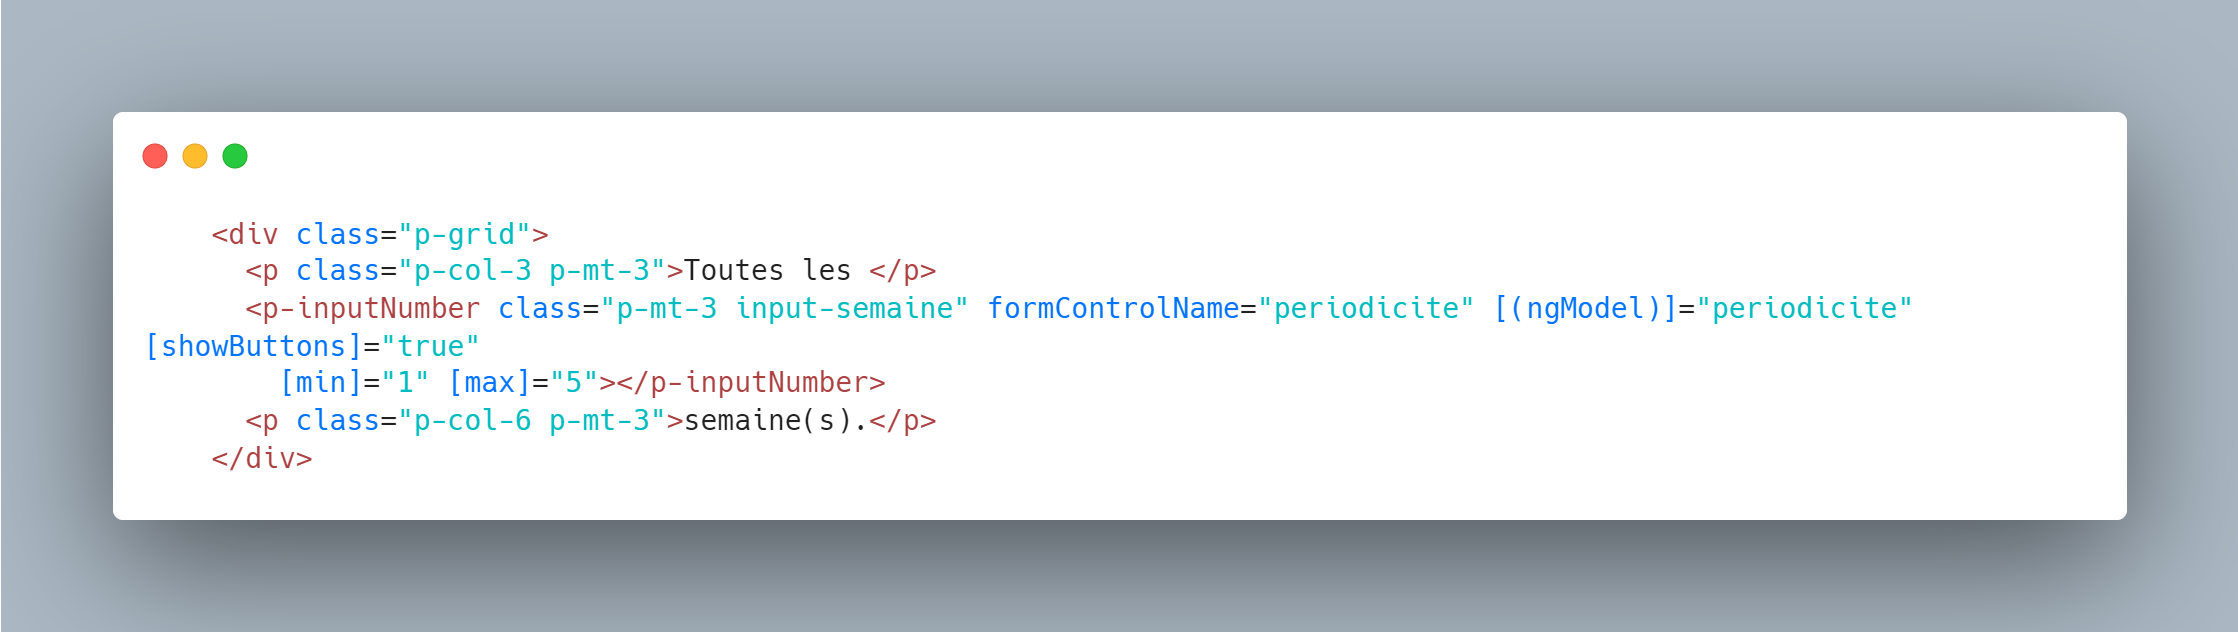 <div class="p-grid">
<p class="p-col-3 p-mt-3">Toutes les </p>
<p-inputNumber class="p-mt-3 input-semaine" formControlName="periodicite" [(ngModel)]="periodicite"
[showButtons]="true"
[min]="1" [max]="5"></p-inputNumber>
<p class="p-col-6 p-mt-3">semaine(s).</p>
</div>